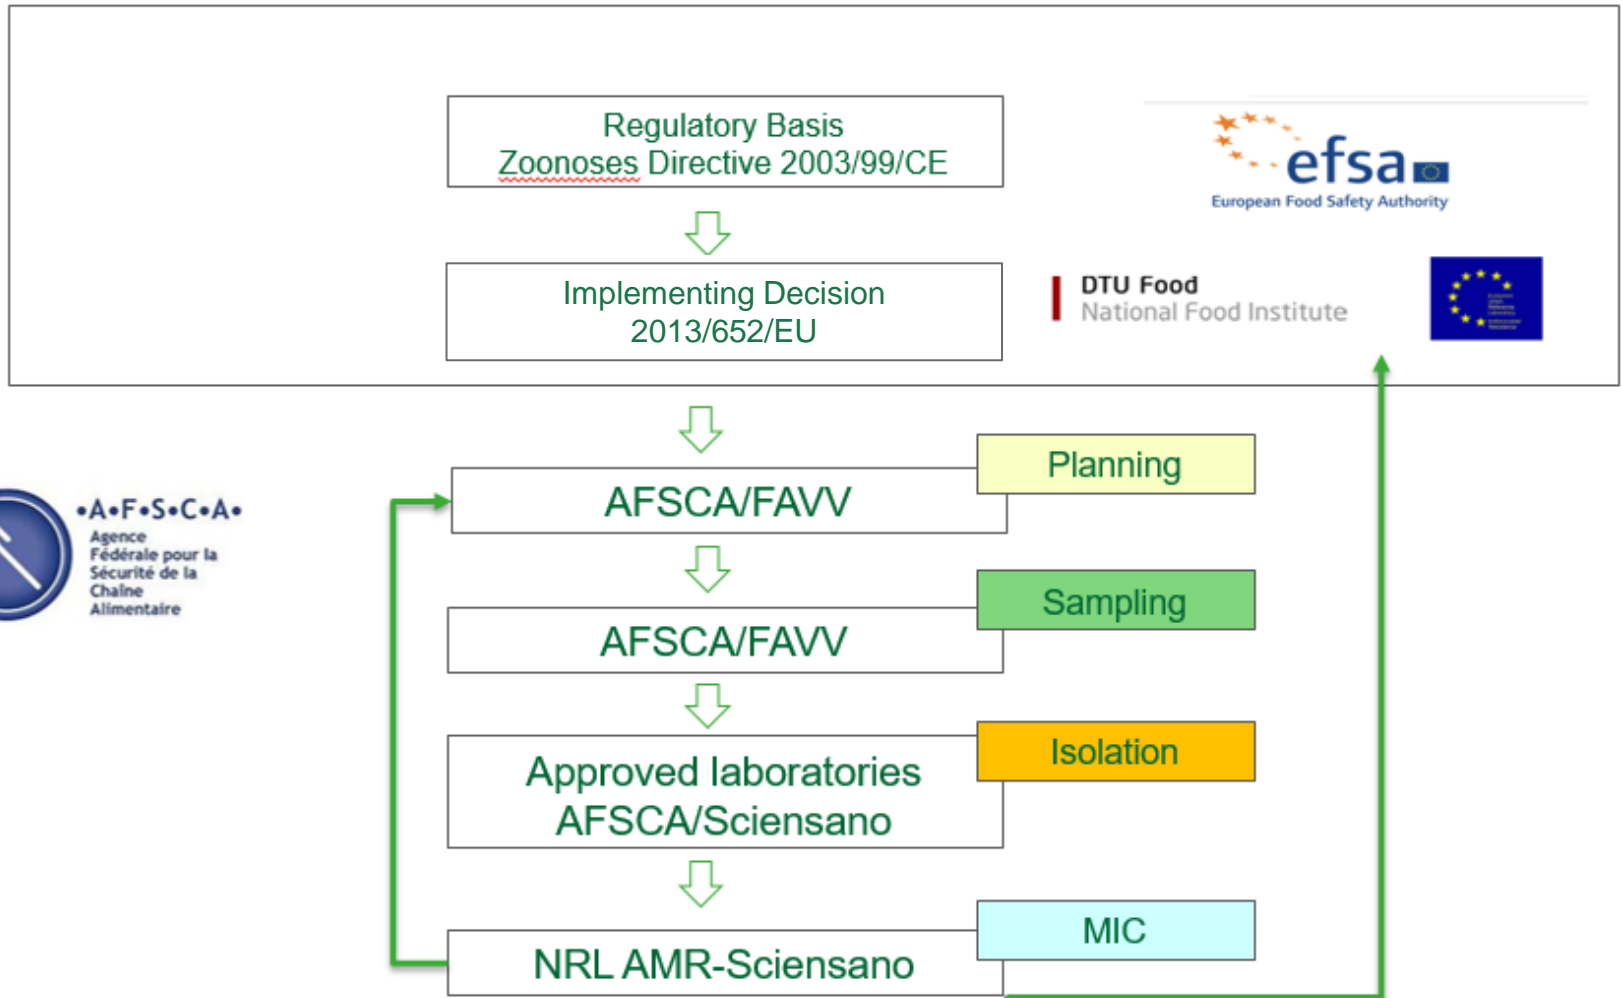 Regulatory Basis
Zoonoses Directive 2003/99/CE
efsa
European Food Safety Authority
Implementing Decision
2013/652/EU
DTU Food
National Food Institute
Planning
AFSCA/FAVV
•A•F•S•C•A•
Agence
Fédérale pour la
Sécurité de la
Chaîne
Alimentaire
Sampling
AFSCA/FAVV
Isolation
Approved laboratories
AFSCA/Sciensano
MIC
NRL AMR-Sciensano